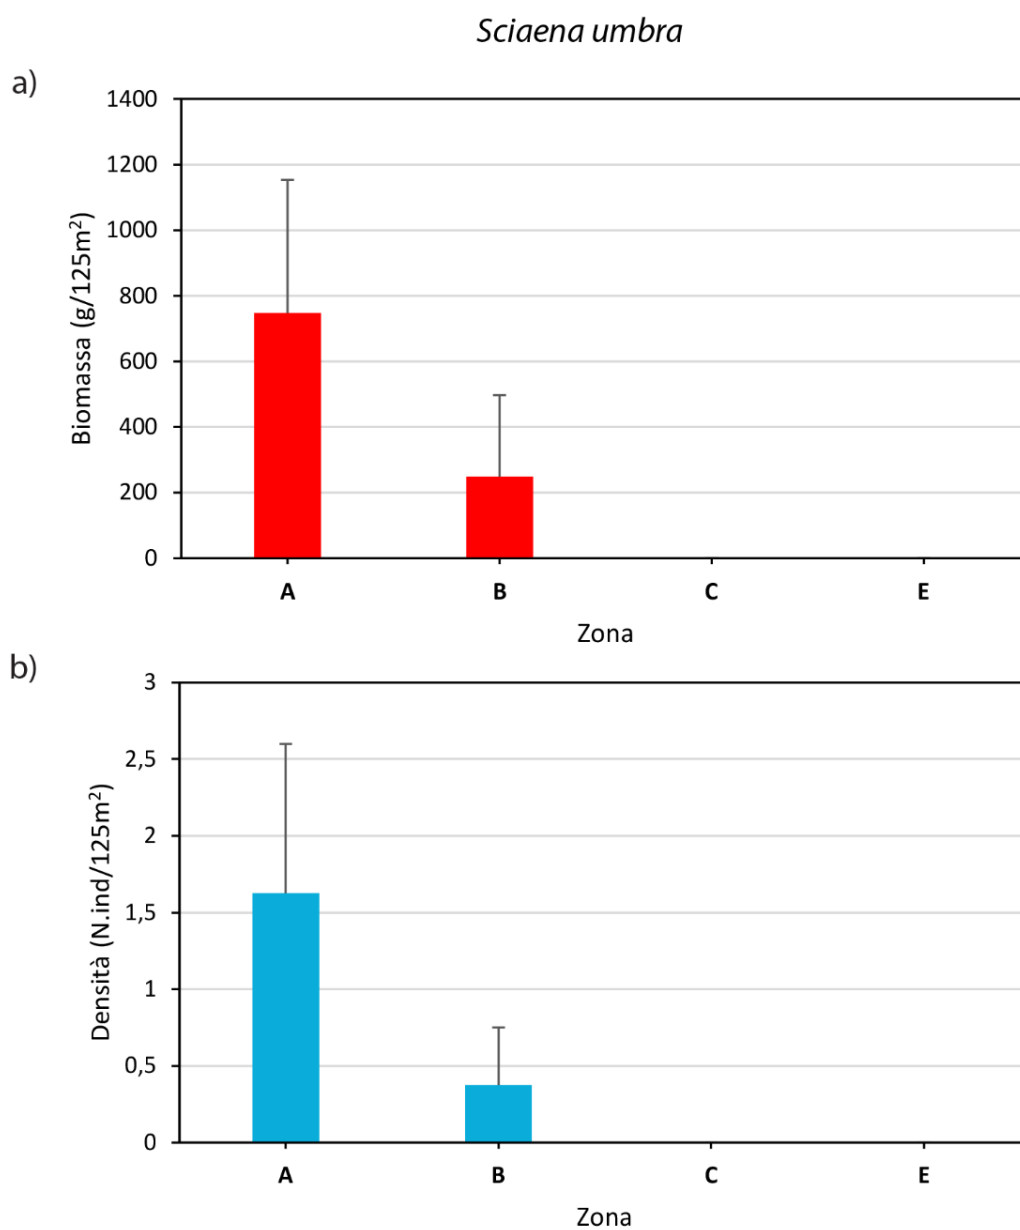 Sciaena umbra
a)
1400
1200
1000
800
600
400
200
0
Biomassa (g/125m²)
A B C E
Zona
b)
3
2,5
2
1,5
1
0,5
0
Densità (N.ind/125m²)
A B C E
Zona